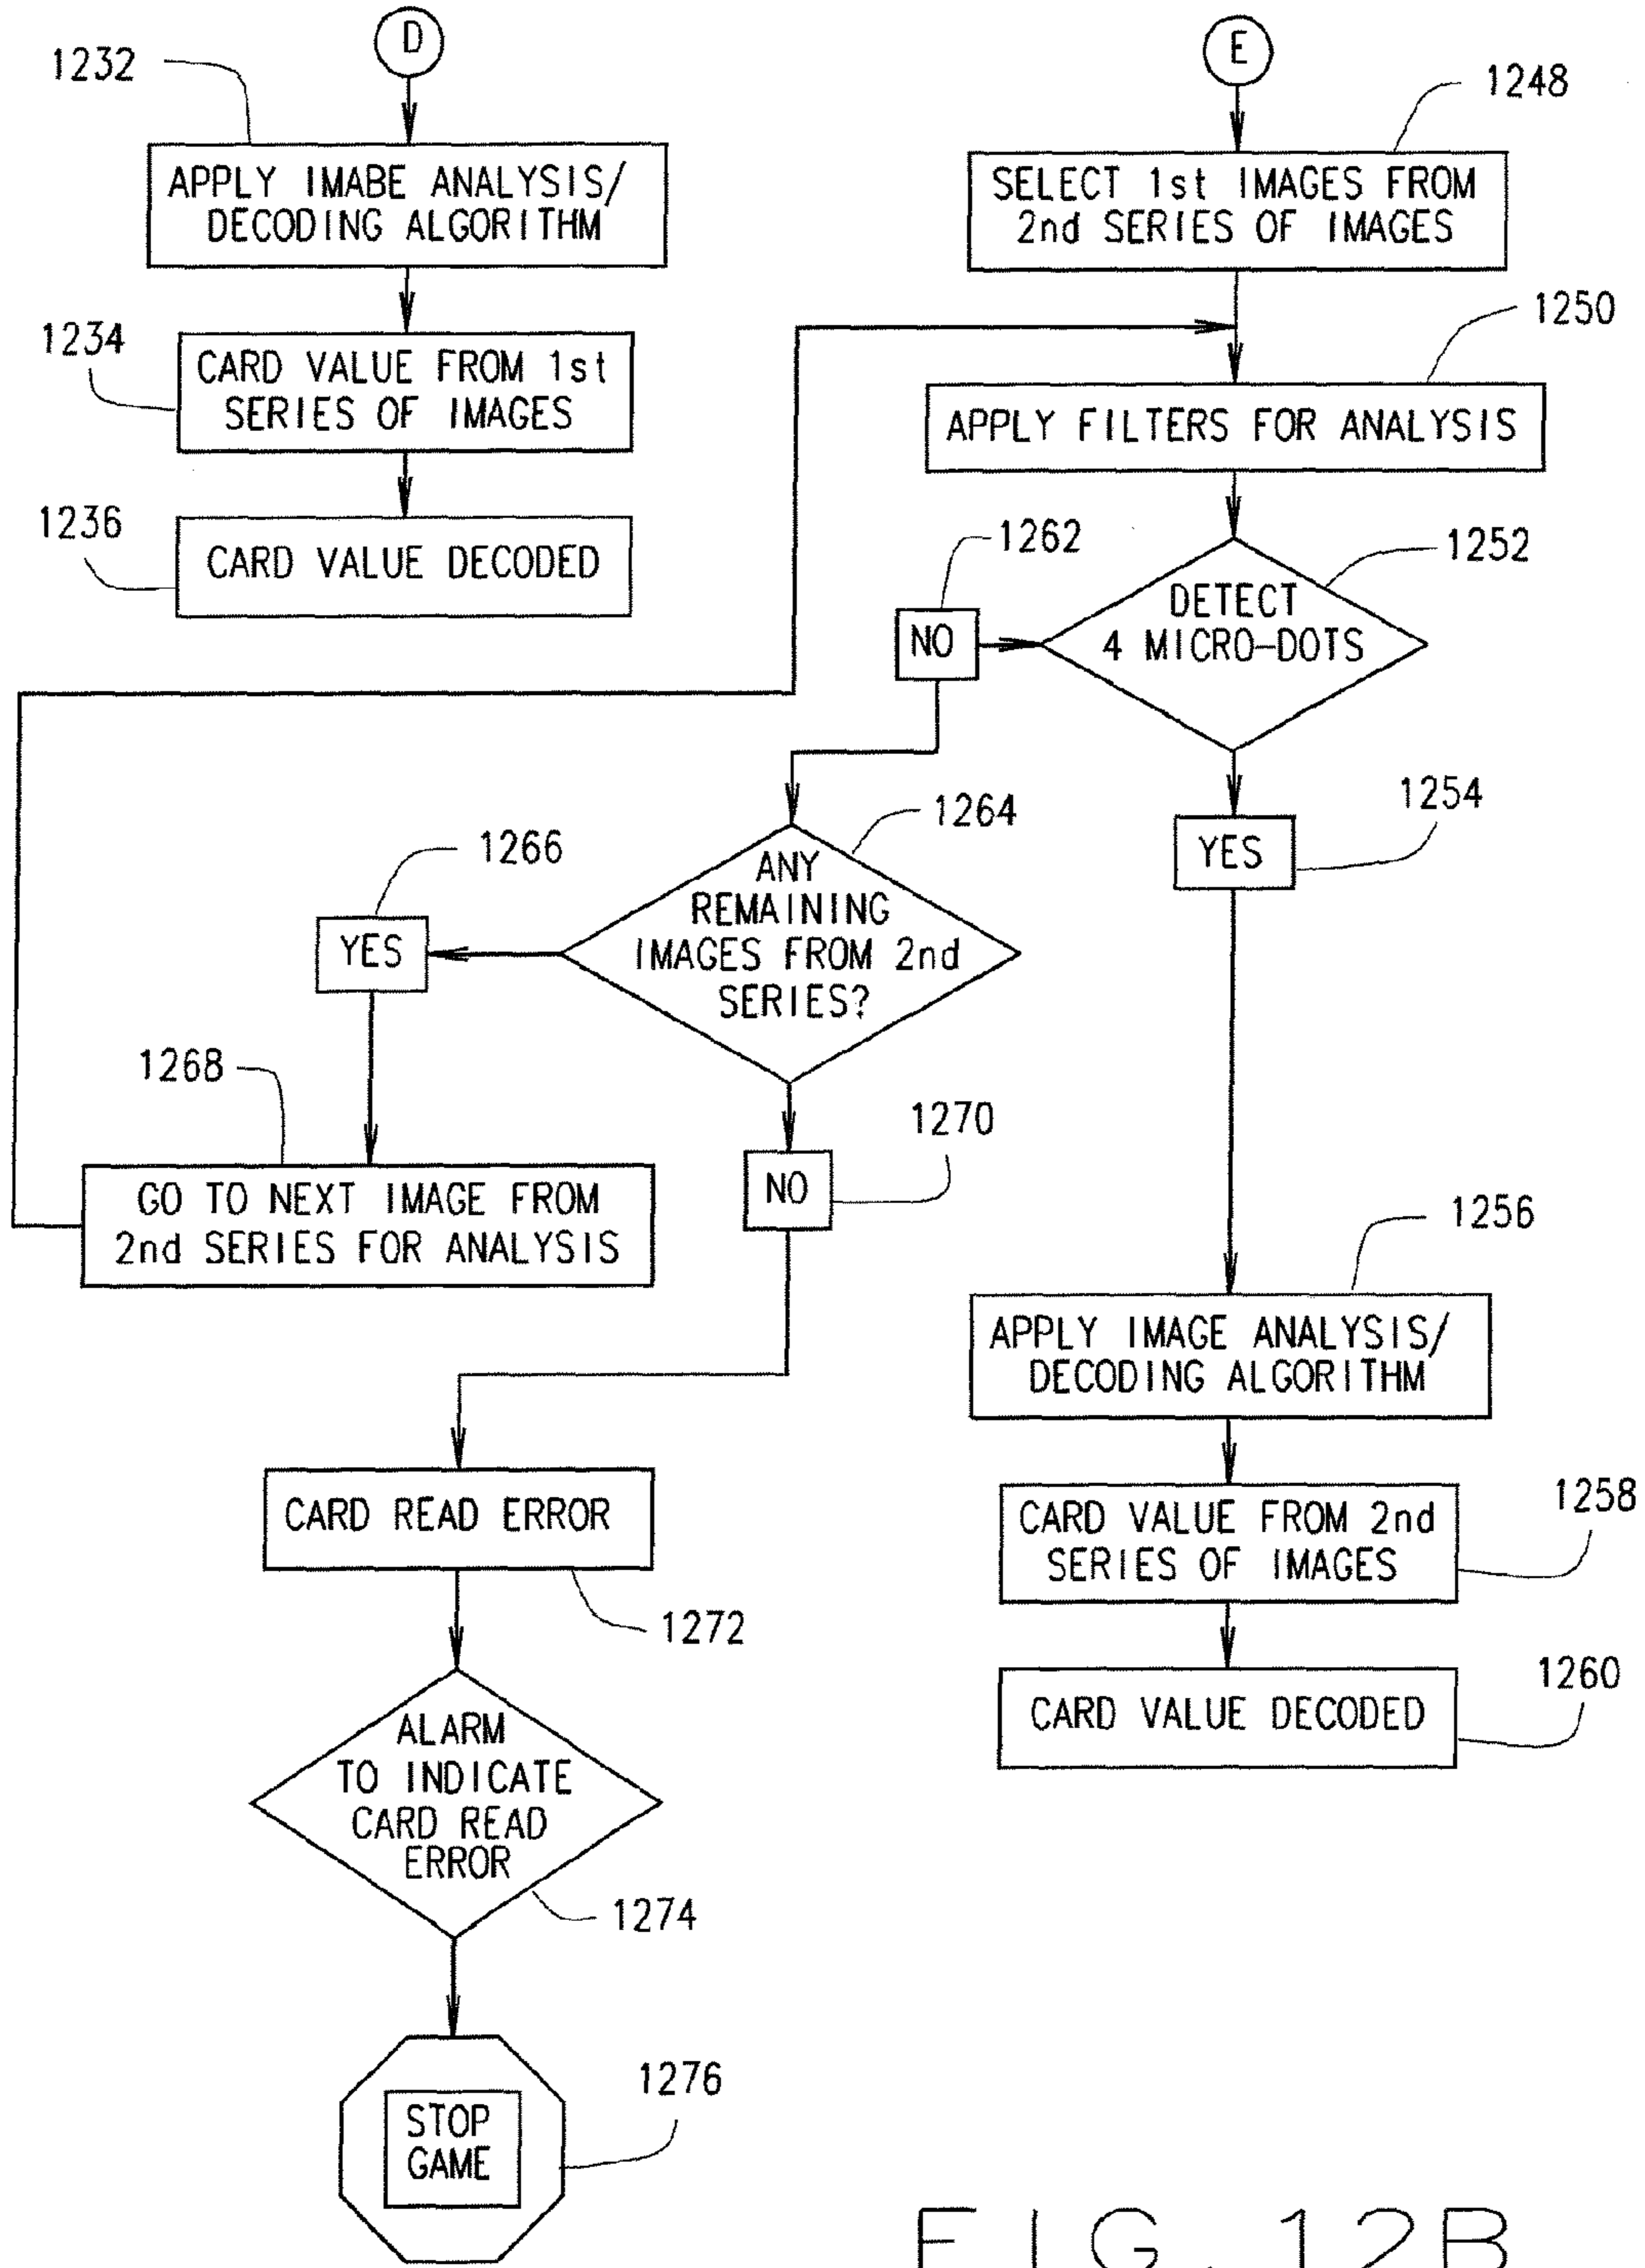 D
1232
APPLY IMABE ANALYSIS/
DECODING ALGORITHM
1234
CARD VALUE FROM 1st
SERIES OF IMAGES
1236
CARD VALUE DECODED
E
1248
SELECT 1st IMAGES FROM
2nd SERIES OF IMAGES
1250
APPLY FILTERS FOR ANALYSIS
1262
NO
1252
DETECT
4 MICRO-DOTS
1254
YES
1264
ANY
REMAINING
IMAGES FROM 2nd
SERIES?
1266
YES
1268
GO TO NEXT IMAGE FROM
2nd SERIES FOR ANALYSIS
1270
NO
1256
APPLY IMAGE ANALYSIS/
DECODING ALGORITHM
CARD READ ERROR
1272
1258
CARD VALUE FROM 2nd
SERIES OF IMAGES
1260
CARD VALUE DECODED
ALARM
TO INDICATE
CARD READ
ERROR
1274
1276
STOP
GAME
FIG. 12B